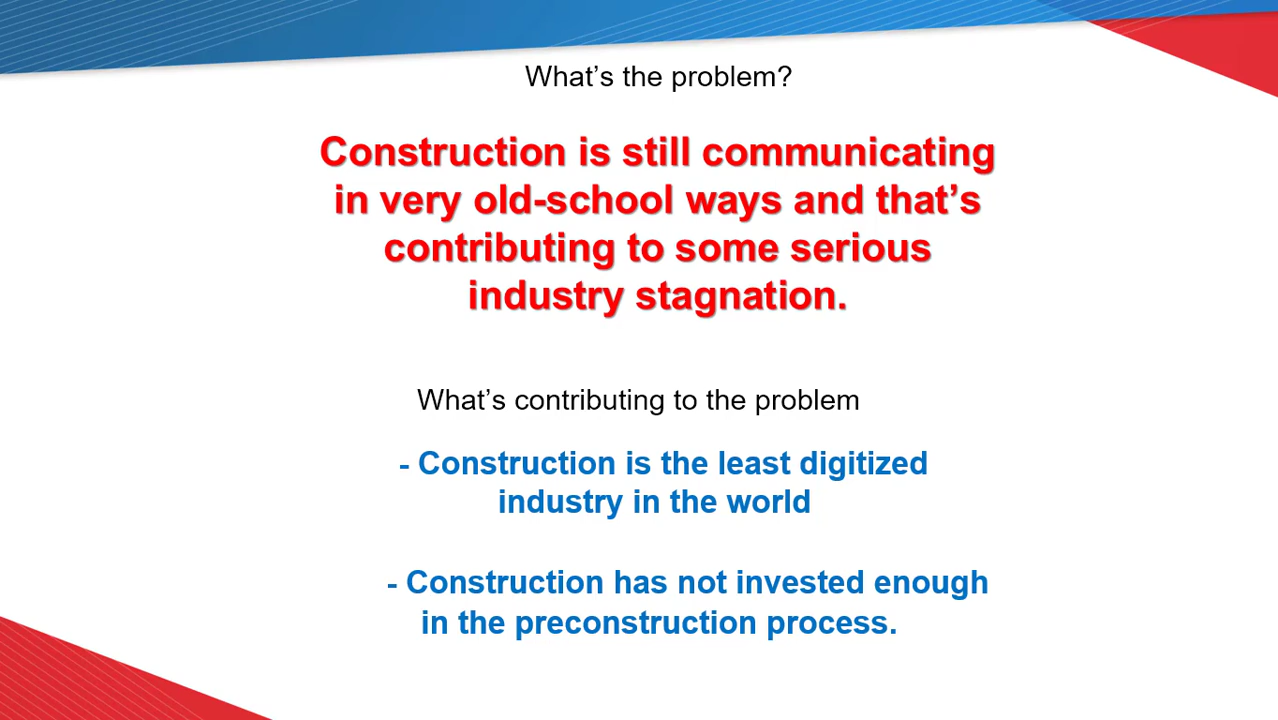 What’s the problem?
Construction is still communicating
in very old-school ways and that’s
contributing to some serious
industry stagnation.
What’s contributing to the problem
- Construction is the least digitized
industry in the world
- Construction has not invested enough
in the preconstruction process.